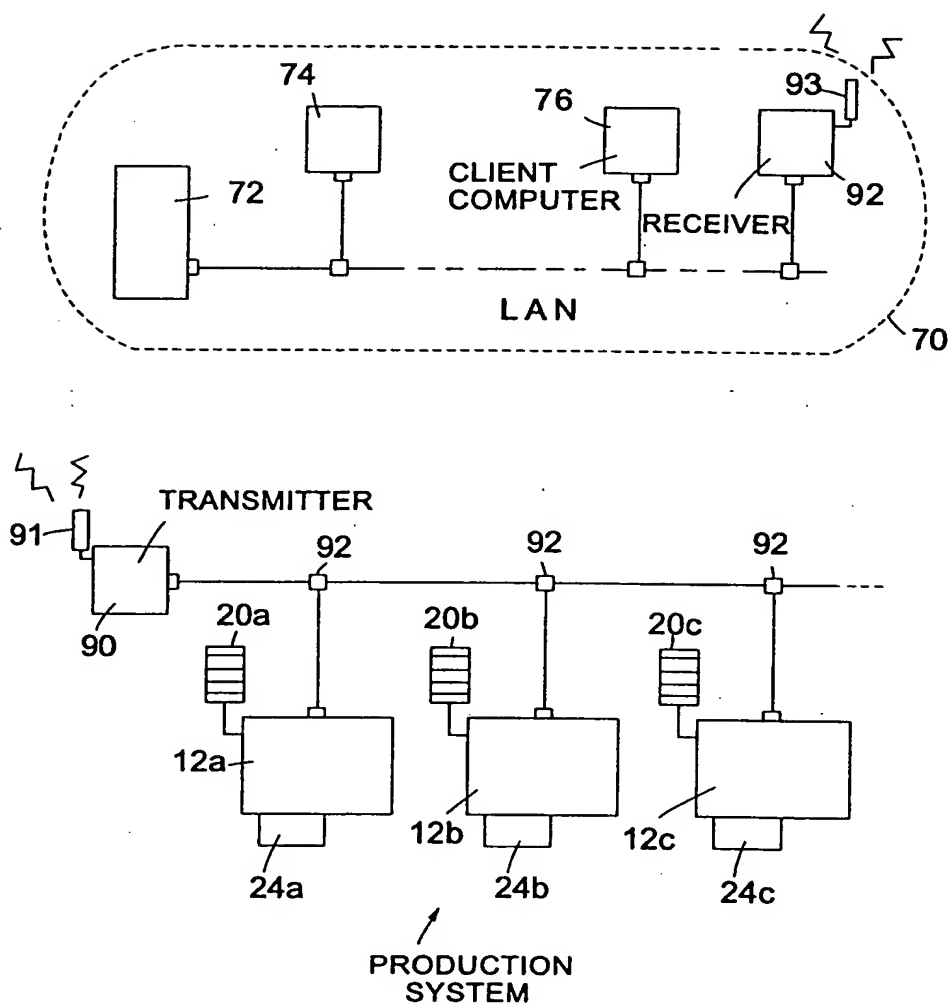 74
76
93
72
CLIENT
COMPUTER
92
RECEIVER
LAN
70
TRANSMITTER
91
92
92
92
90
20a
20b
20c
12a
12b
12c
24a
24b
24c
PRODUCTION
SYSTEM